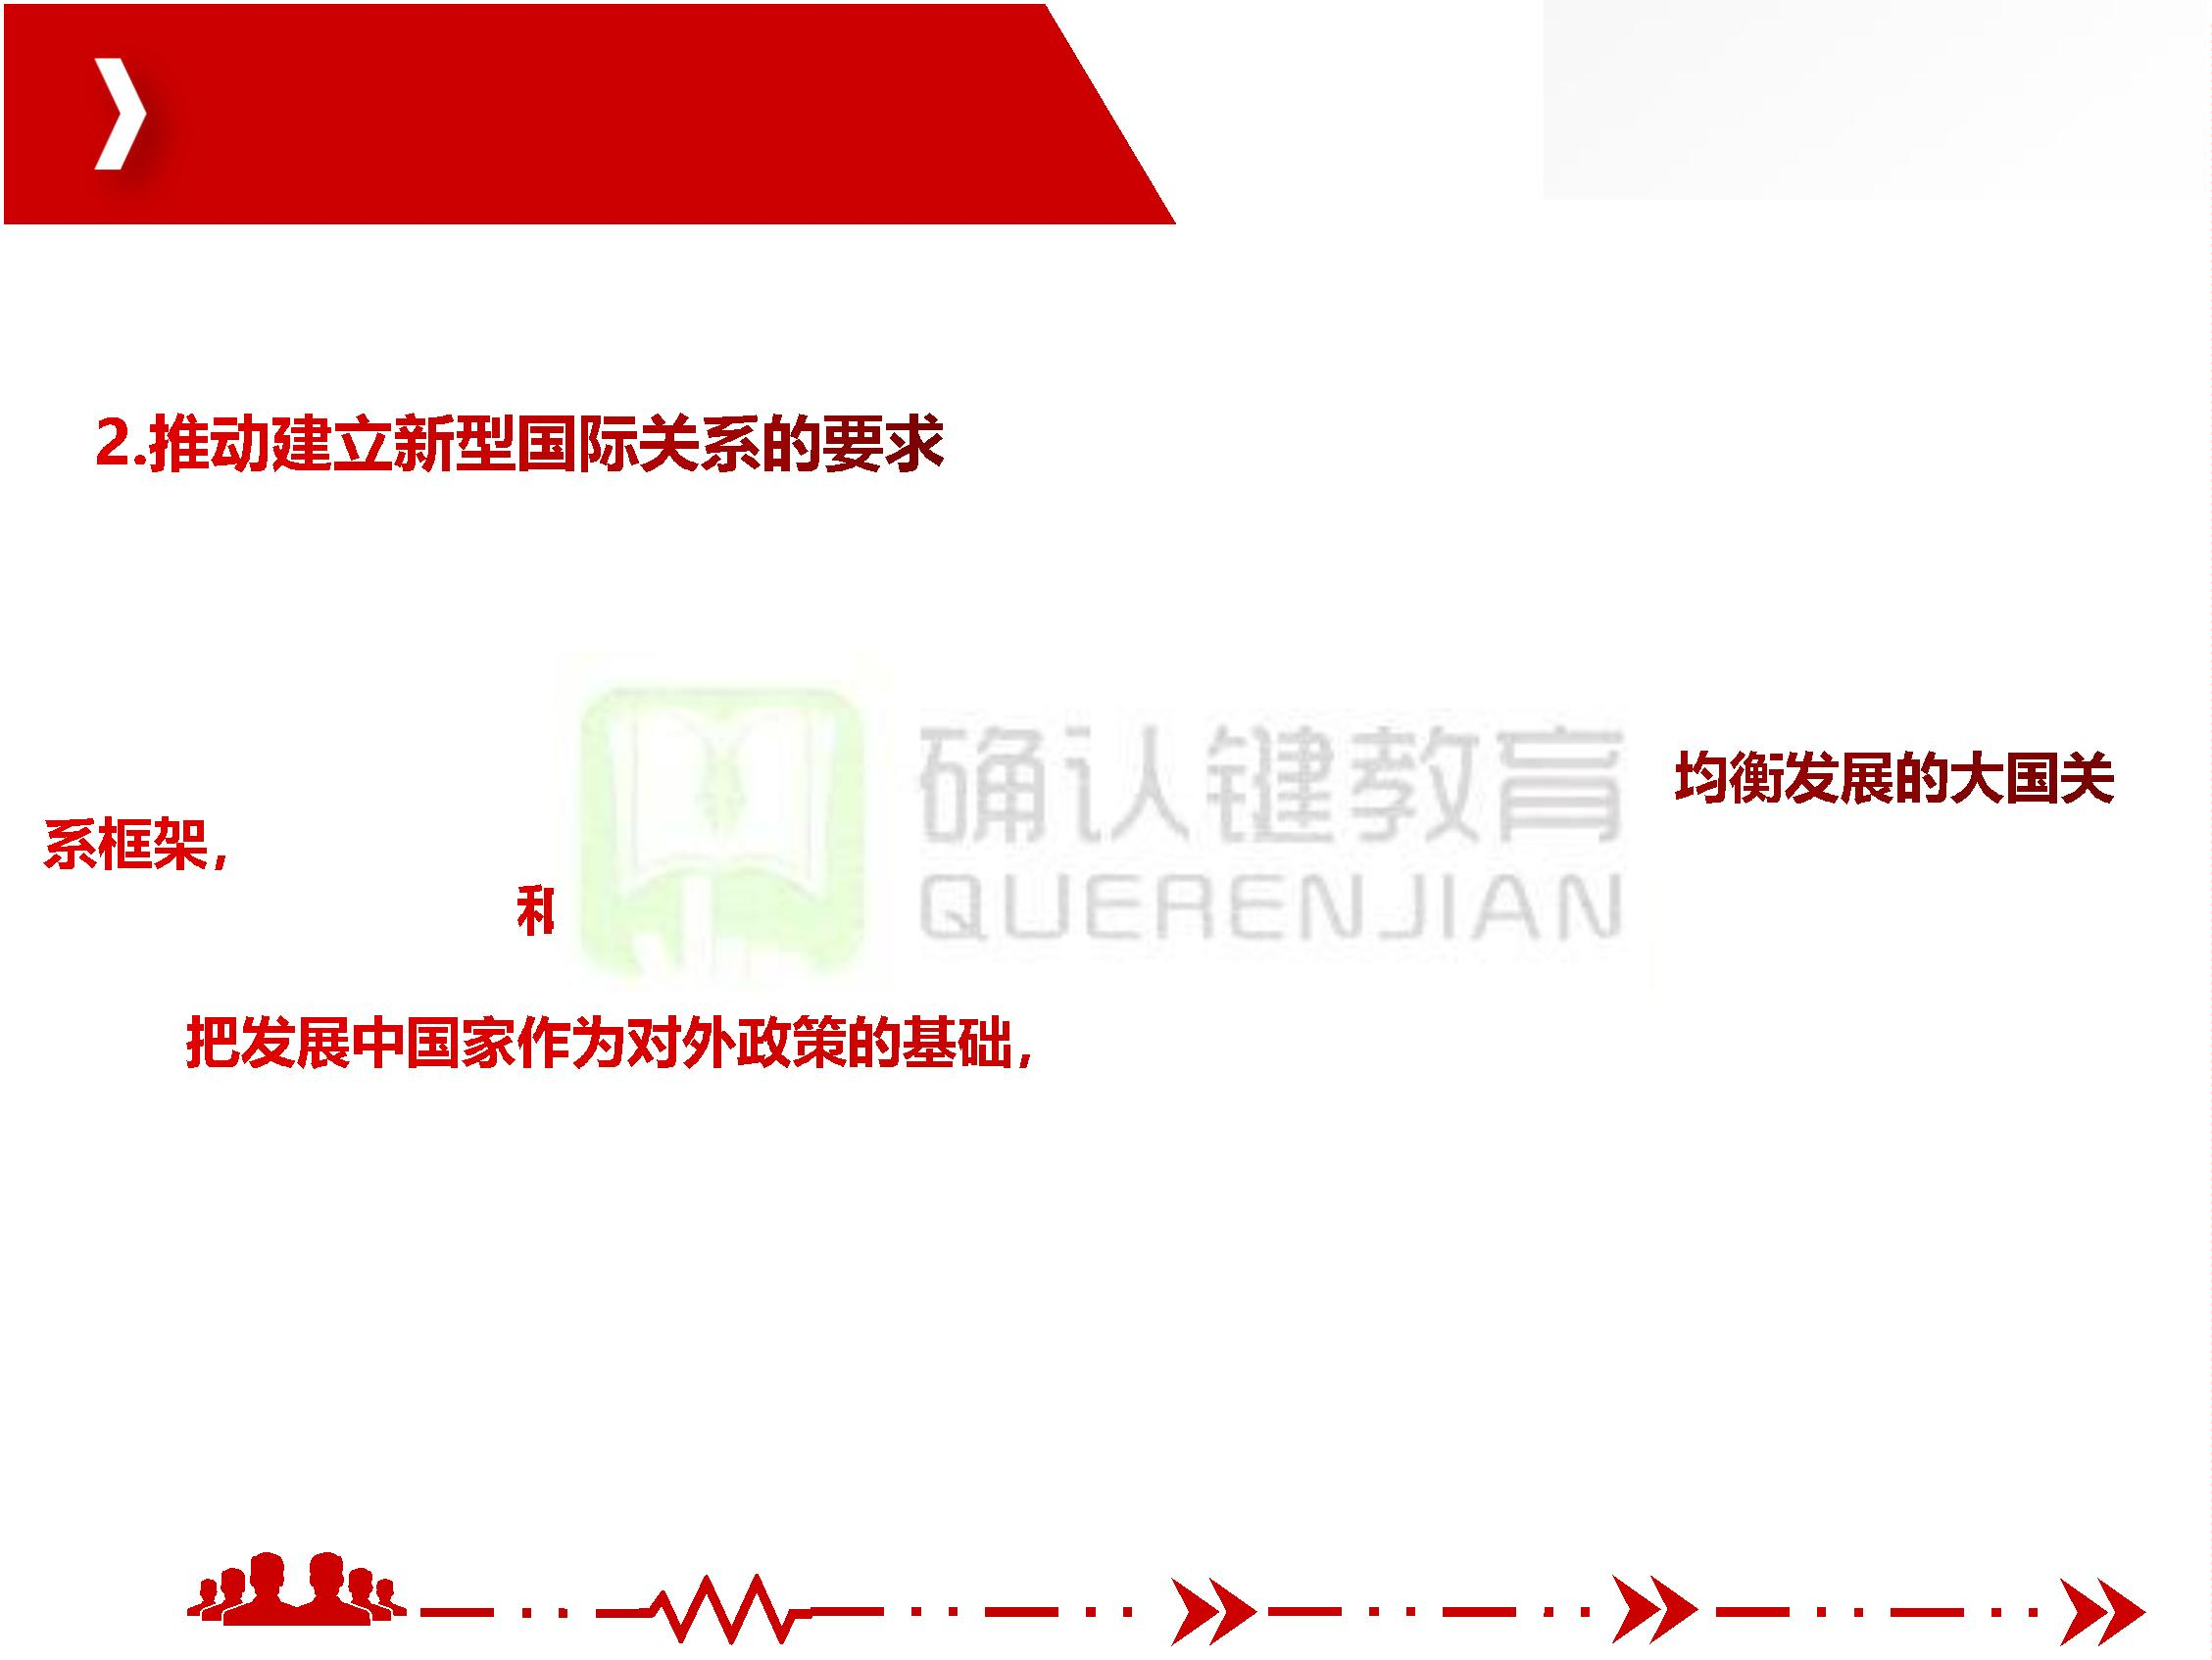 2.推动建立新型国际关系的要求
确认键教育
均衡发展的大国关
系框架，
QUERENJIAN
和
把发展中国家作为对外政策的基础，